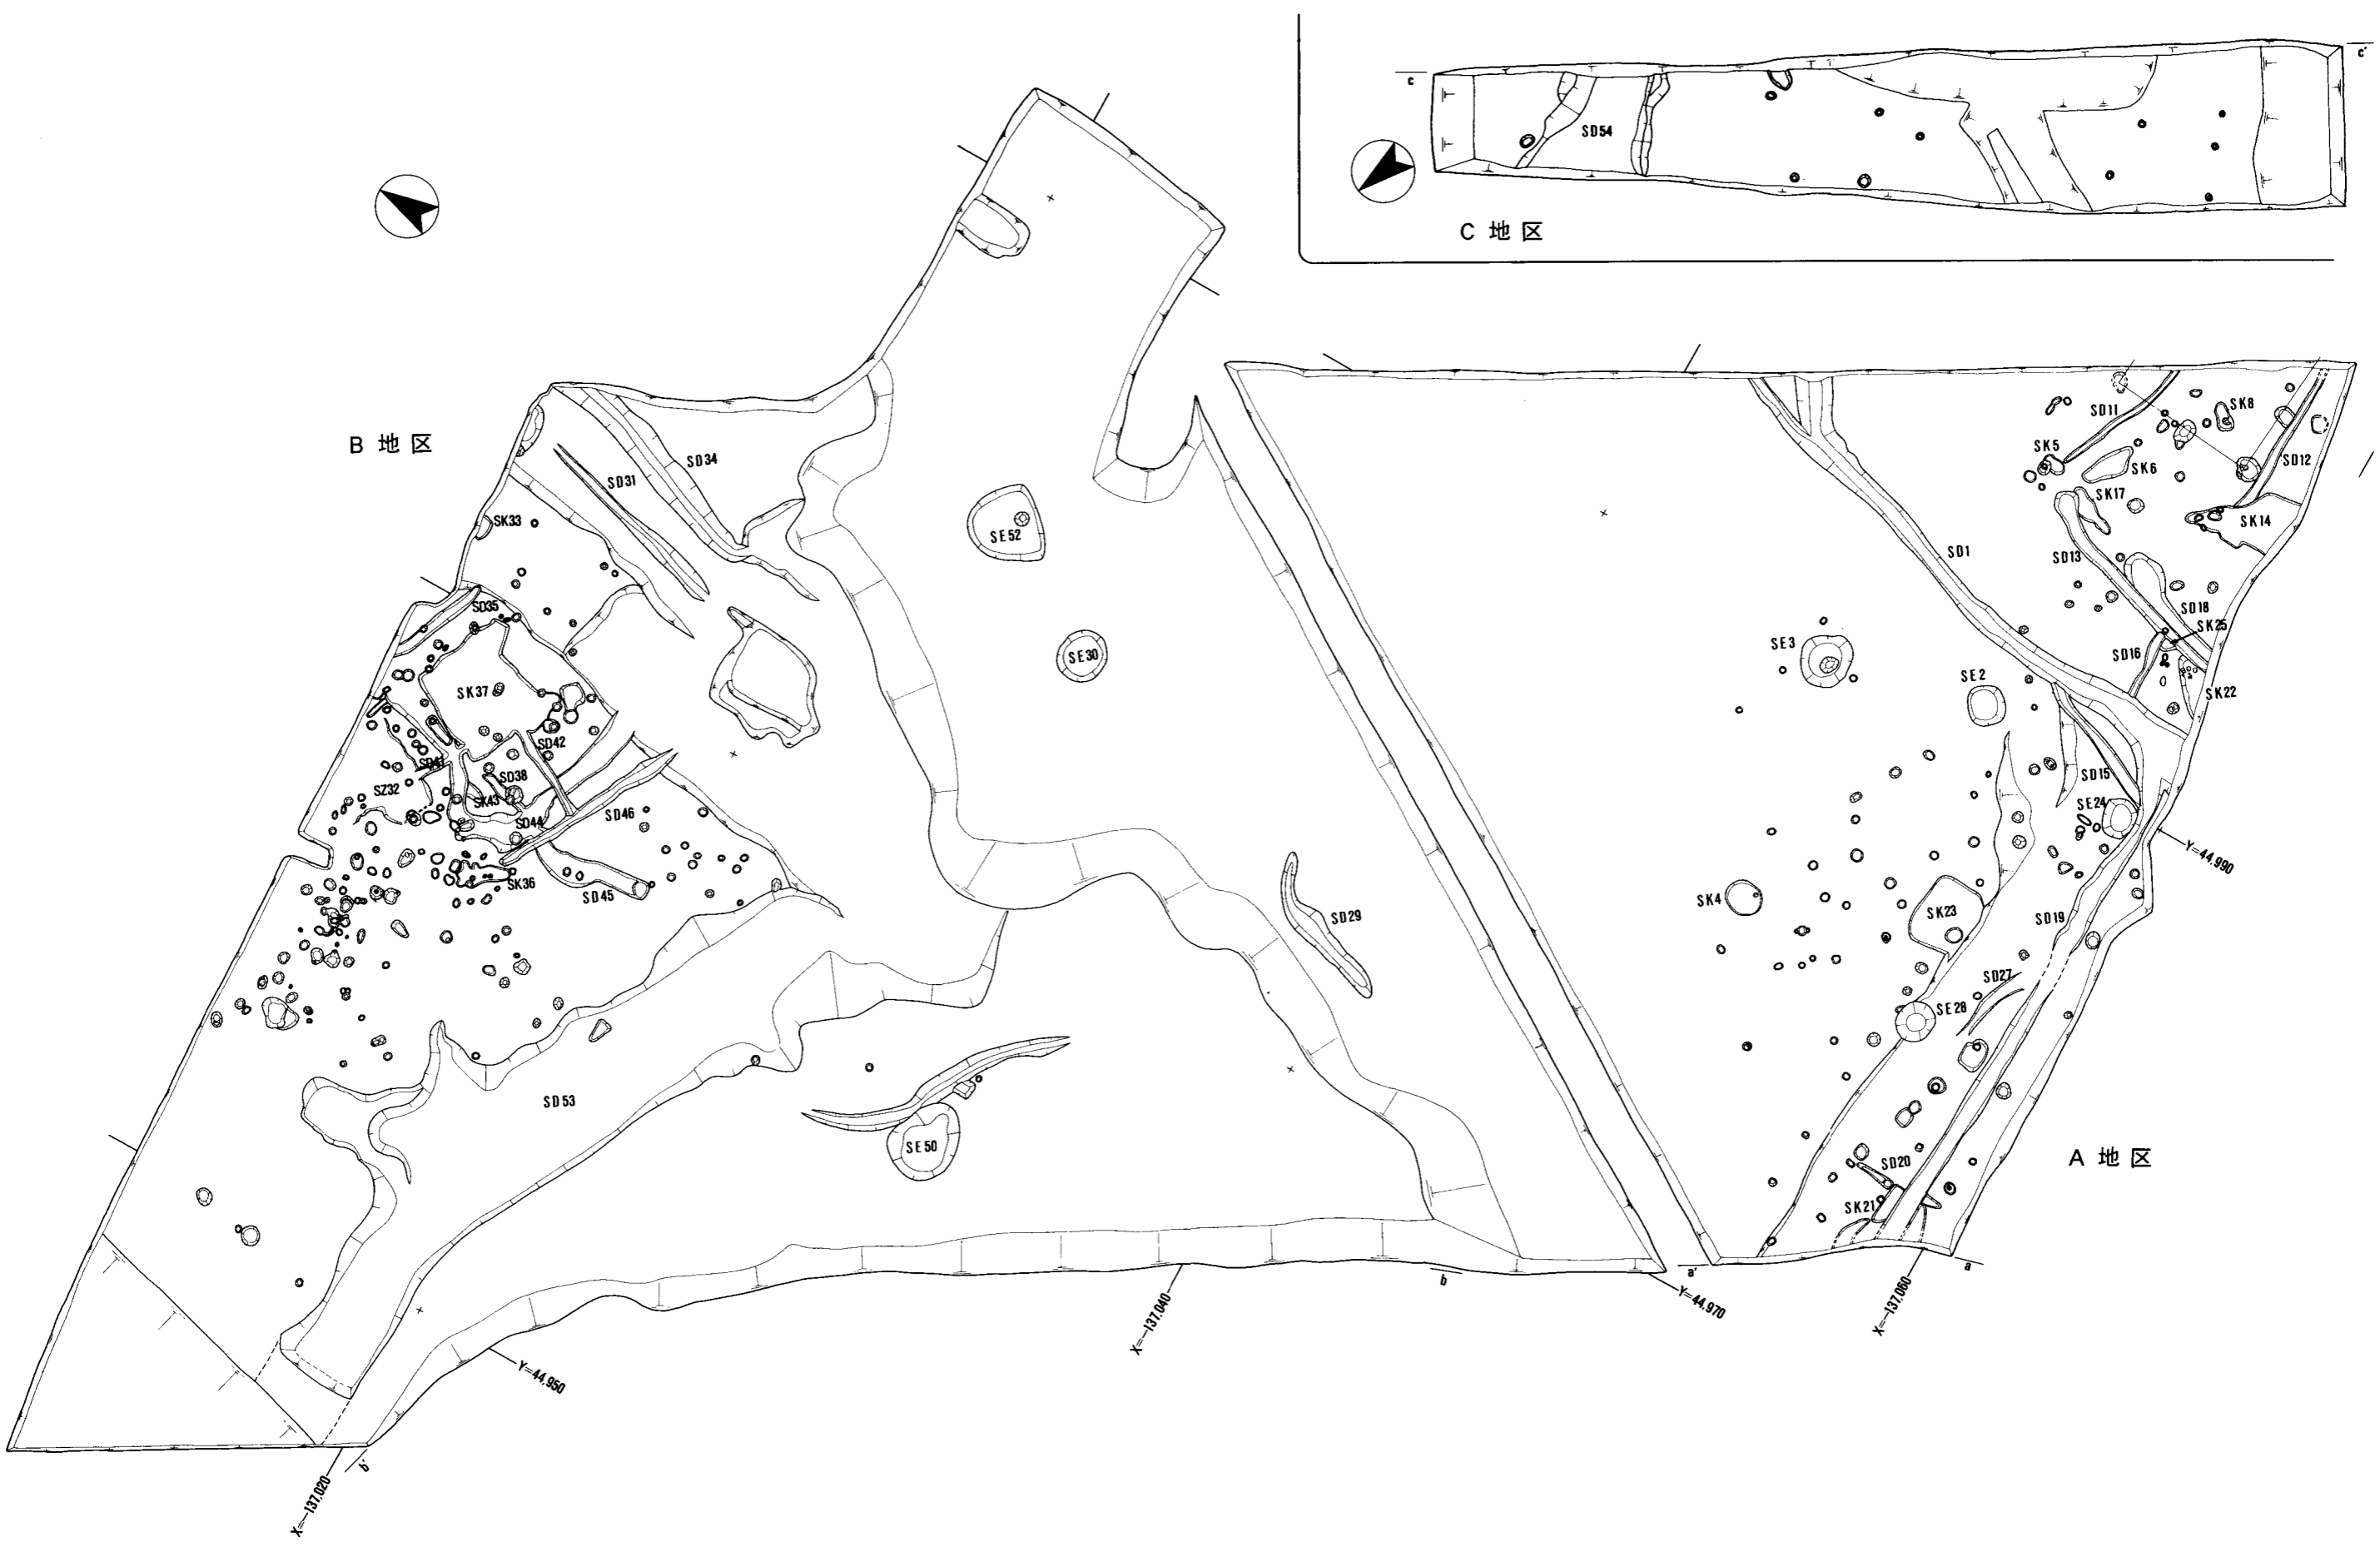 c
c'
SD54
C 地 区
B 地 区
SD34
SD31
SK33
SD35
SK37
SD42
SD41
SD38
SZ32
SK43
SD44
SD46
SK36
SD45
SD53
SE52
SE30
SD29
SE50
SD11
SK8
SK5
SK6
SD12
SK17
SK14
SD1
SD13
SD18
SK25
SD16
SK22
SE3
SE2
SD15
SE24
Y=44,990
SK4
SK23
SD19
SD27
SE28
A 地 区
SD20
SK21
a'
a
b
Y=44,970
X=-137,060
X=-137,040
Y=44,950
b'
X=-137,020